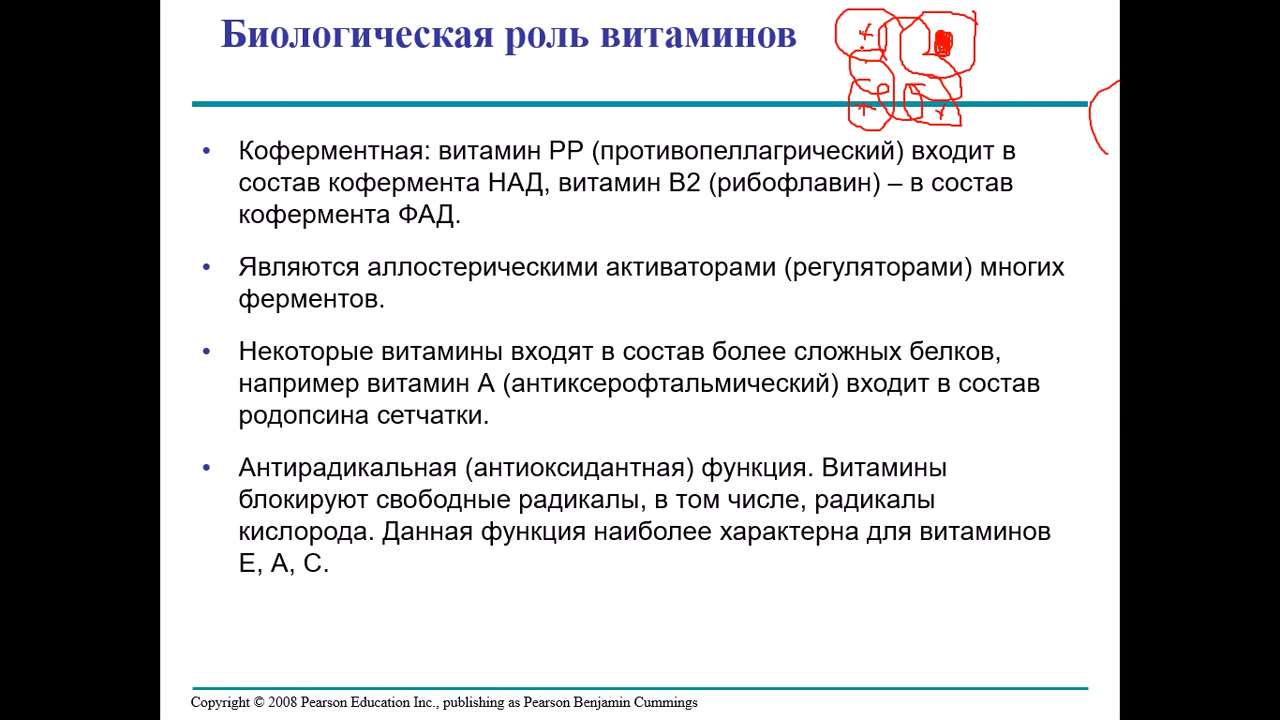 Биологическая роль витаминов
• Коферментная: витамин РР (противопеллагрический) входит в
состав кофермента НАД, витамин В2 (рибофлавин) – в состав
кофермента ФАД.
• Являются аллостерическими активаторами (регуляторами) многих
ферментов.
• Некоторые витамины входят в состав более сложных белков,
например витамин А (антиксерофтальмический) входит в состав
родопсина сетчатки.
• Антирадикальная (антиоксидантная) функция. Витамины
блокируют свободные радикалы, в том числе, радикалы
кислорода. Данная функция наиболее характерна для витаминов
Е, А, С.
Copyright © 2008 Pearson Education Inc., publishing as Pearson Benjamin Cummings